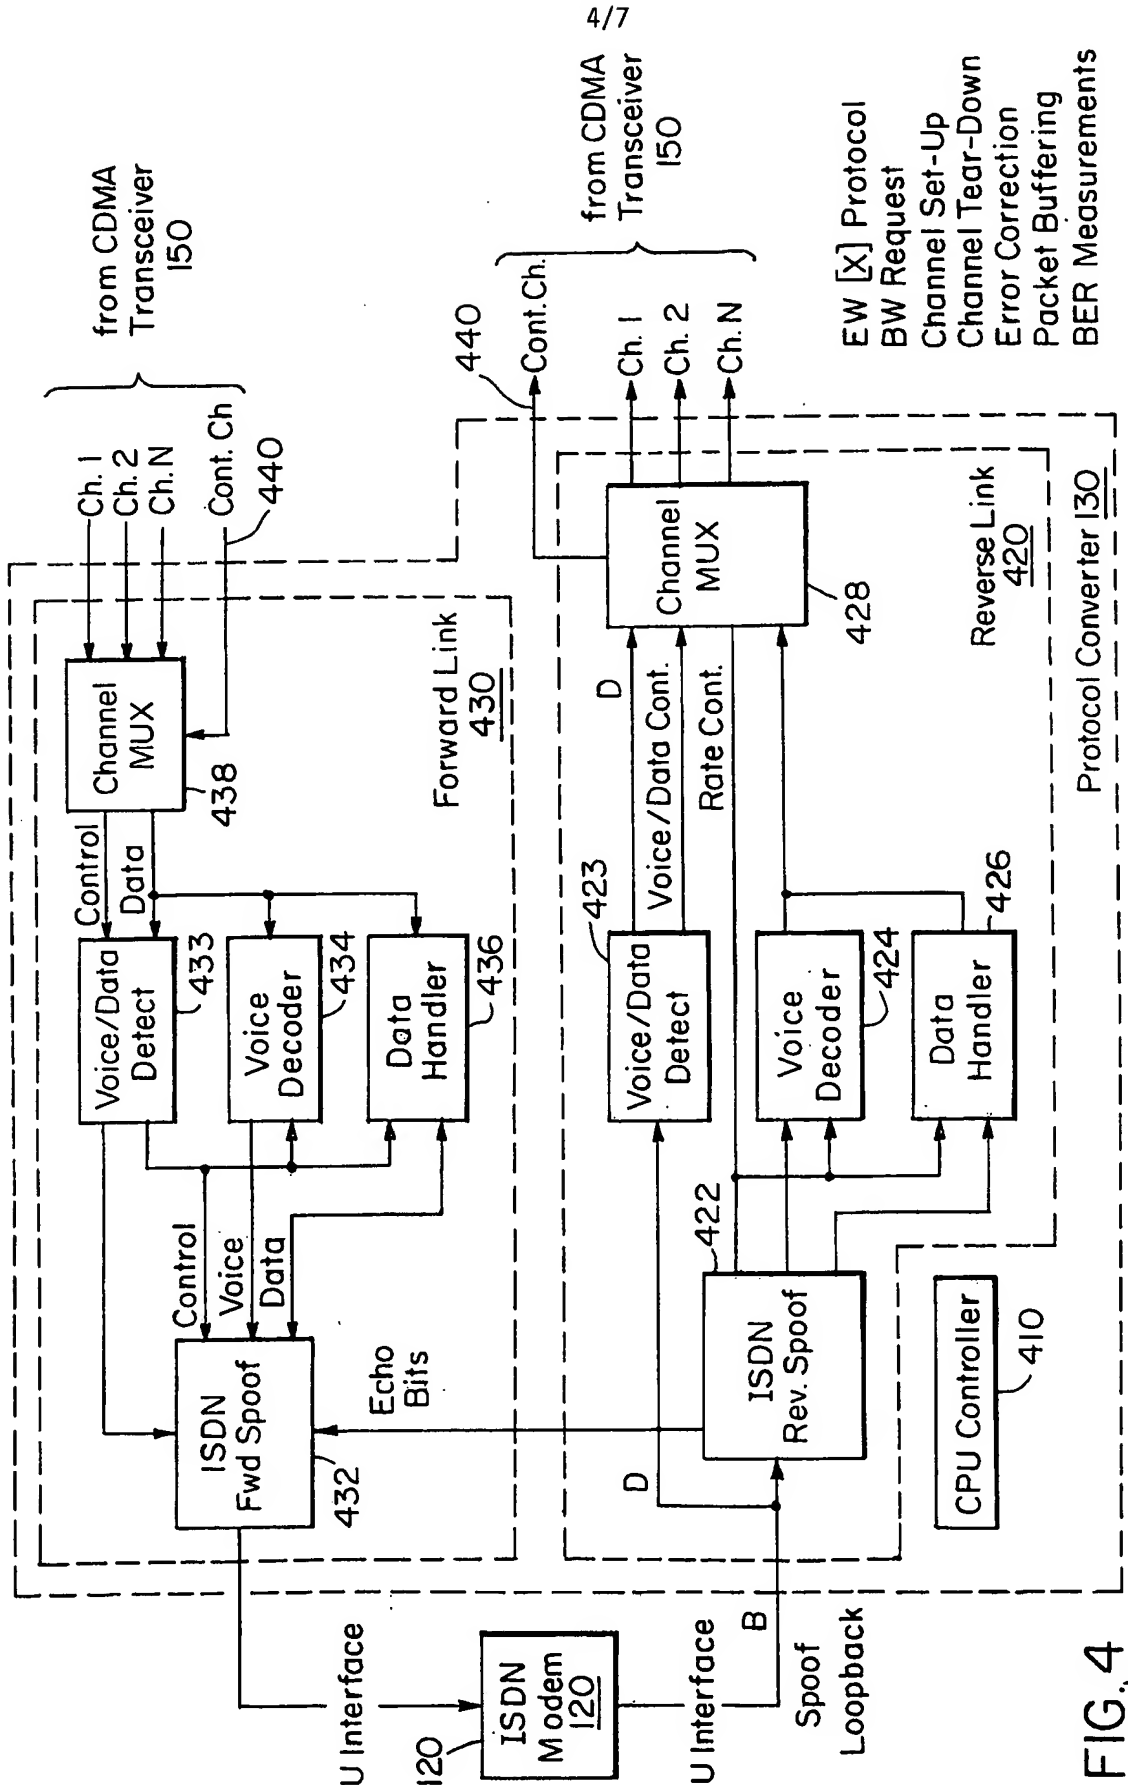 4/7
from CDMA
Transceiver
150
Ch. 1
Ch. 2
Ch. N
Cont. Ch
440
Channel
MUX
438
Control
Data
Voice/Data
Detect
433
Voice
Decoder
434
Data
Handler
436
Forward Link
430
Control
Voice
Data
ISDN
Fwd Spoof
432
Echo
Bits
U Interface
120
ISDN
Modem
120
U Interface
B
Spoof
Loopback
D
ISDN
Rev. Spoof
422
Voice/Data
Detect
423
Voice
Decoder
424
Data
Handler
426
D
Voice/Data Cont.
Rate Cont.
Channel
MUX
428
Reverse Link
420
440
Cont. Ch.
Ch. 1
Ch. 2
Ch. N
from CDMA
Transceiver
150
CPU Controller
410
Protocol Converter 130
EW [X] Protocol
BW Request
Channel Set-Up
Channel Tear-Down
Error Correction
Packet Buffering
BER Measurements
FIG. 4